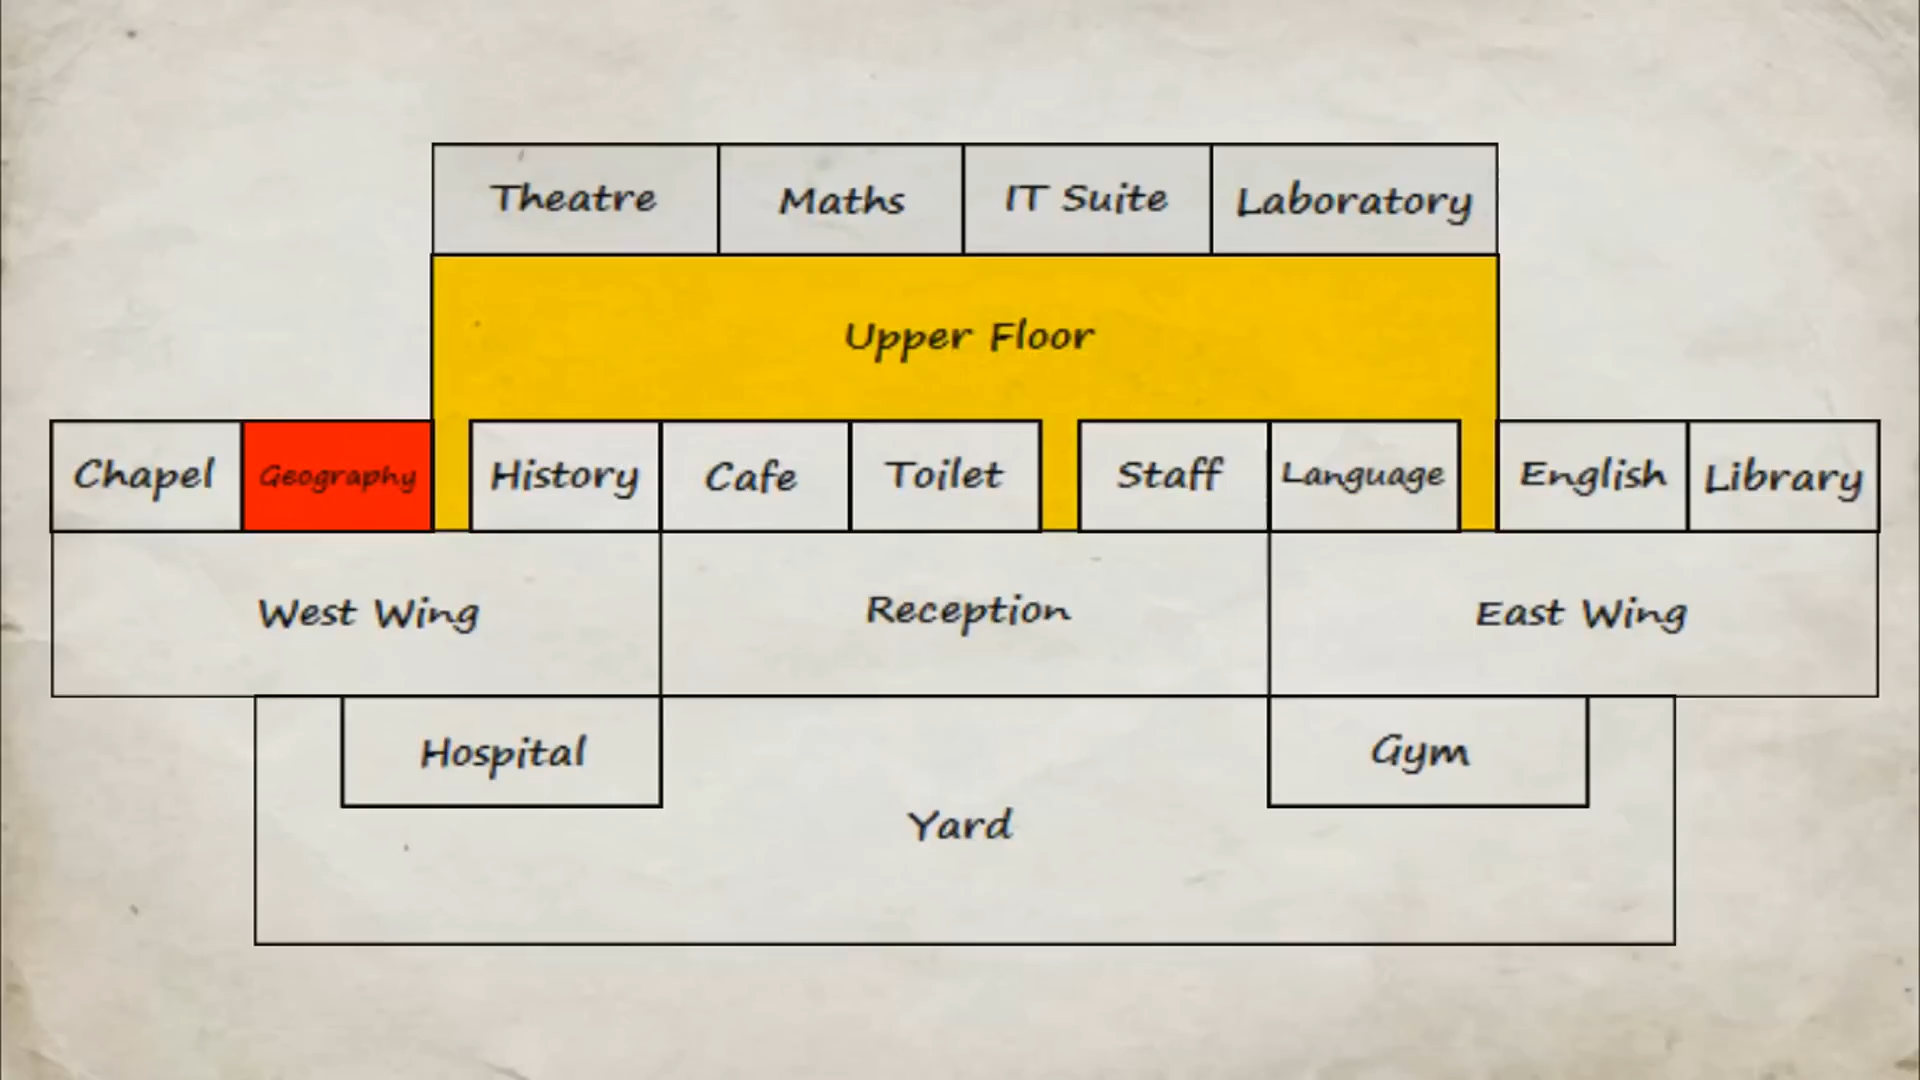 Theatre
Maths
IT Suite
Laboratory
Upper Floor
Chapel
Geography
History
Cafe
Toilet
Staff
Language
English
Library
West Wing
Reception
East Wing
Hospital
Gym
Yard